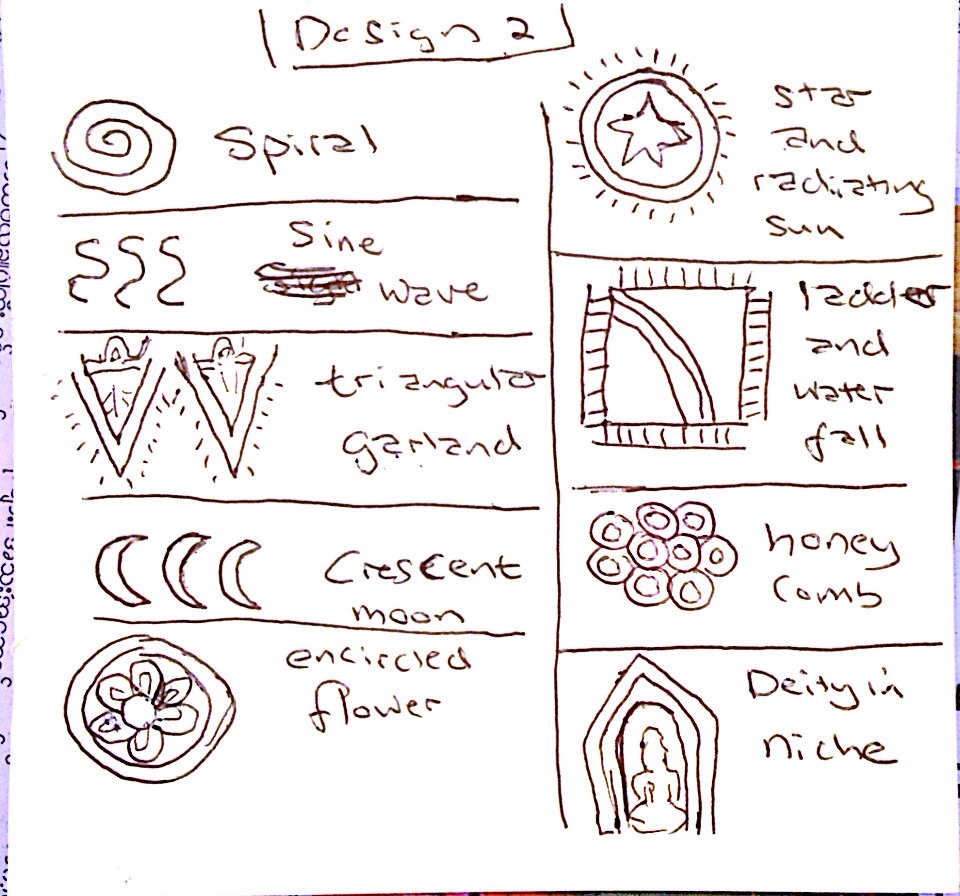 Design 2
Spiral
Sine
wave
triangular
garland
Crescent
moon
encircled
flower
star
and
radiating
sun
ladder
and
water
fall
honey
Comb
Deity in
niche